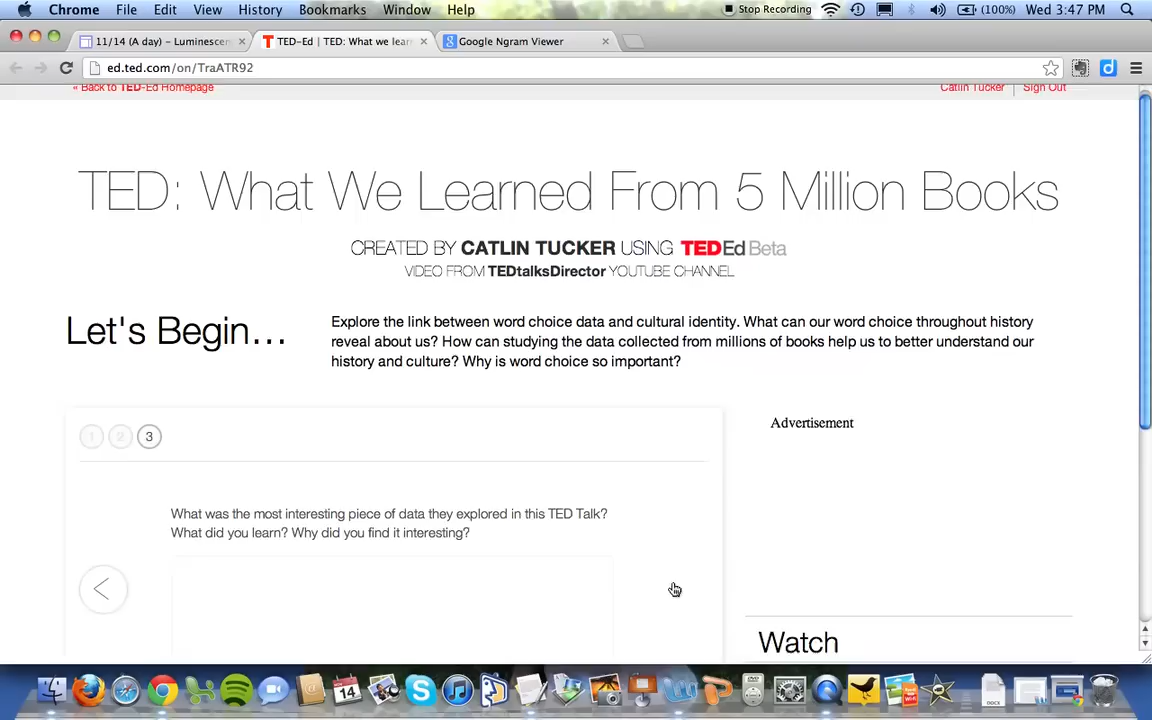 Chrome File Edit View History Bookmarks Window Help Stop Recording (100%) Wed 3:47 PM
11/14 (A day) – Luminescen TED-Ed | TED: What we lear Google Ngram Viewer
ed.ted.com/on/TraATR92
« Back to TED-Ed Homepage Catlin Tucker | Sign Out
TED: What We Learned From 5 Million Books
CREATED BY CATLIN TUCKER USING TEDEd Beta
VIDEO FROM TEDtalksDirector YOUTUBE CHANNEL
Let's Begin...
Explore the link between word choice data and cultural identity. What can our word choice throughout history
reveal about us? How can studying the data collected from millions of books help us to better understand our
history and culture? Why is word choice so important?
Advertisement
1 2 3
What was the most interesting piece of data they explored in this TED Talk?
What did you learn? Why did you find it interesting?
Watch
14
DOCX